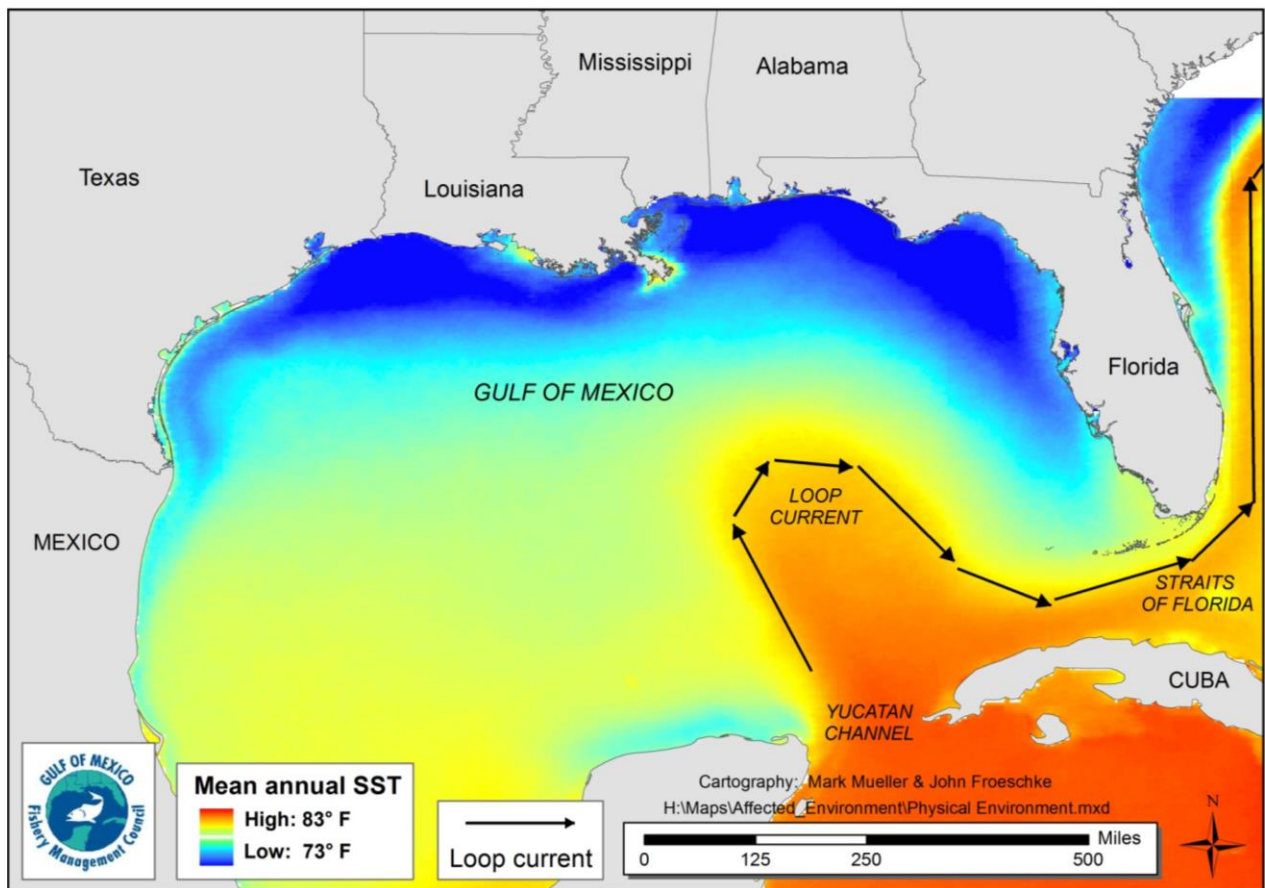 Mississippi
Alabama
Texas
Louisiana
GULF OF MEXICO
Florida
LOOP
CURRENT
MEXICO
STRAITS
OF FLORIDA
CUBA
YUCATAN
CHANNEL
GULF OF MEXICO
Fishery Management Council
Mean annual SST
High: 83° F
Low: 73° F
Loop current
Cartography: Mark Mueller & John Froeschke
H:\Maps\Affected_Environment\Physical Environment.mxd
Miles
0 125 250 500
N